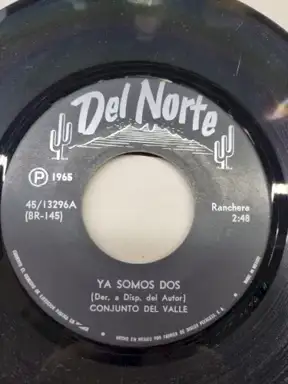 Del Norte
Ⓟ 1965
45/13296A
(BR-145)
Ranchera
2:48
YA SOMOS DOS
(Der. a Disp. del Autor)
CONJUNTO DEL VALLE